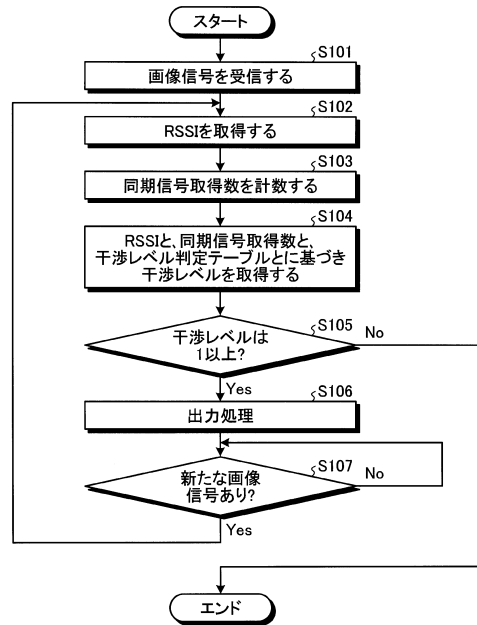 スタート
S101
画像信号を受信する
S102
RSSIを取得する
S103
同期信号取得数を計数する
S104
RSSIと、同期信号取得数と、
干渉レベル判定テーブルとに基づき
干渉レベルを取得する
S105
干渉レベルは
1以上?
No
Yes
S106
出力処理
S107
新たな画像
信号あり?
No
Yes
エンド